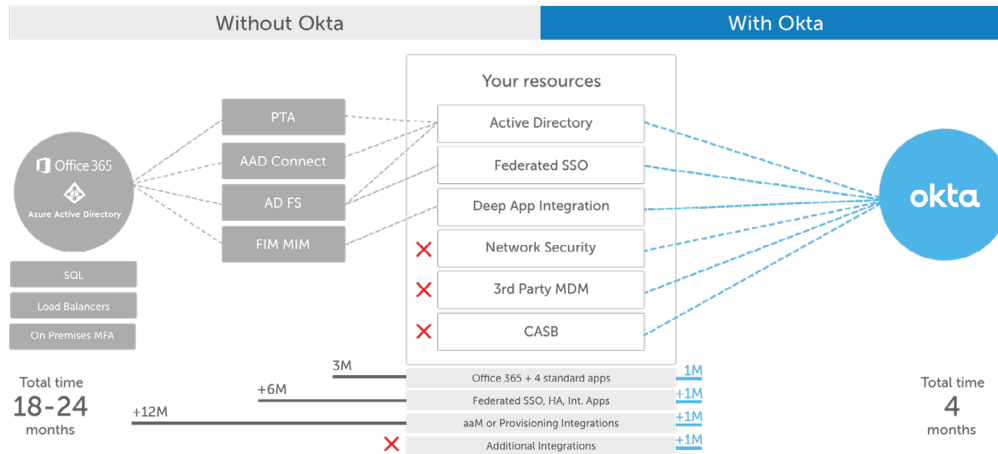 Without Okta
With Okta
Your resources
PTA
AAD Connect
AD FS
FIM MIM
Office 365
Azure Active Directory
SQL
Load Balancers
On Premises MFA
Active Directory
Federated SSO
Deep App Integration
Network Security
3rd Party MDM
CASB
okta
Total time
18-24
months
3M
Office 365 + 4 standard apps
1M
+6M
Federated SSO, HA, Int. Apps
+1M
+12M
aaM or Provisioning Integrations
+1M
Additional Integrations
+1M
Total time
4
months